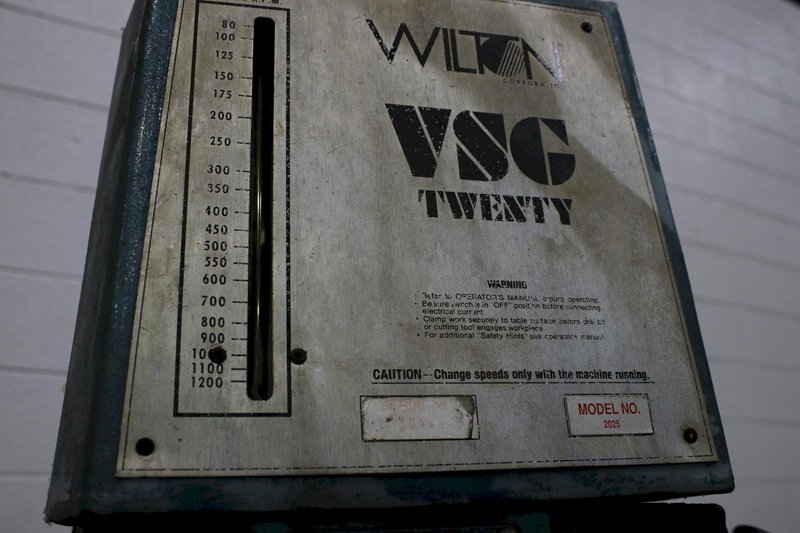 R.P.M.
80
100
125
150
175
200
250
300
350
400
450
500
550
600
700
800
900
1100
1200
WILTON
CORPORATION
VSG
TWENTY
WARNING
Refer to OPERATOR'S MANUAL before operating.
· Be sure switch is in "OFF" position before connecting
electrical current.
· Clamp work securely to table surface before drill bit
or cutting tool engages workpiece.
· For additional "Safety Hints" see operators manual.
CAUTION – Change speeds only with the machine running.
MODEL NO.
2025